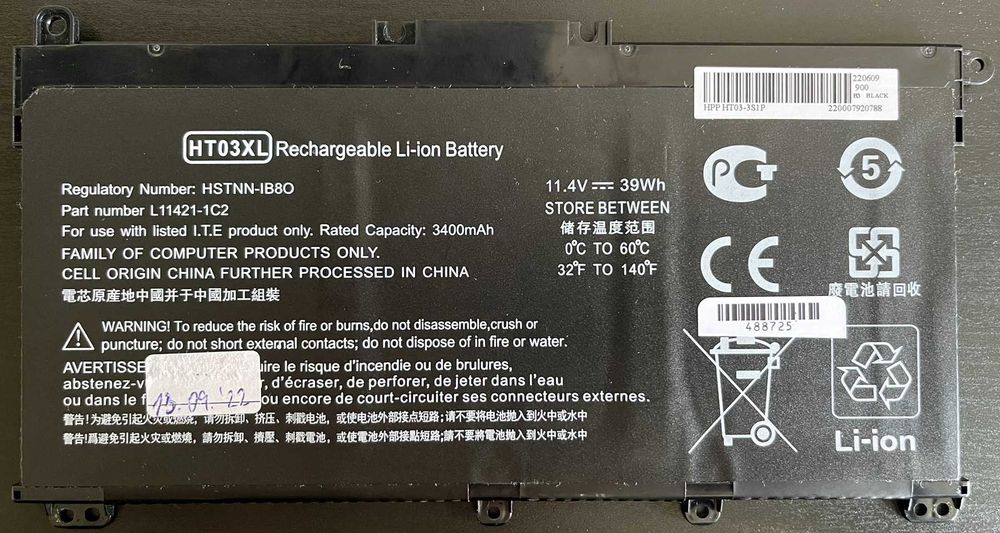 220609
900
B3 BLACK
HPP HT03-3S1P 220007920788
HT03XL Rechargeable Li-ion Battery
Regulatory Number: HSTNN-IB8O
Part number L11421-1C2
For use with listed I.T.E product only. Rated Capacity: 3400mAh
FAMILY OF COMPUTER PRODUCTS ONLY.
CELL ORIGIN CHINA FURTHER PROCESSED IN CHINA
電芯原産地中國并于中國加工組裝
11.4V 39Wh
STORE BETWEEN
储存温度范围
0°C TO 60°C
32°F TO 140°F
PCT
5
CE
廢電池請回收
488725
WARNING! To reduce the risk of fire or burns,do not disassemble,crush or
puncture; do not short external contacts; do not dispose of in fire or water.
AVERTISSE uire le risque d'incendie ou de brulures,
abstenez-v , d'écraser, de perforer, de jeter dans l'eau
ou dans le f ou encore de court-circuiter ses connecteurs externes.
13.09.'22
警告!为避免引起火灾或燃烧，请勿拆卸、挤压、刺戳电池，或使电池外部接点短路;请不要将电池抛入到火中或水中
警告!爲避免引起火灾或燃燒，請勿拆卸、擠壓、刺戳電池，或使電池外部接點短路;請不要將電池拋入到火中或水中
Li-ion